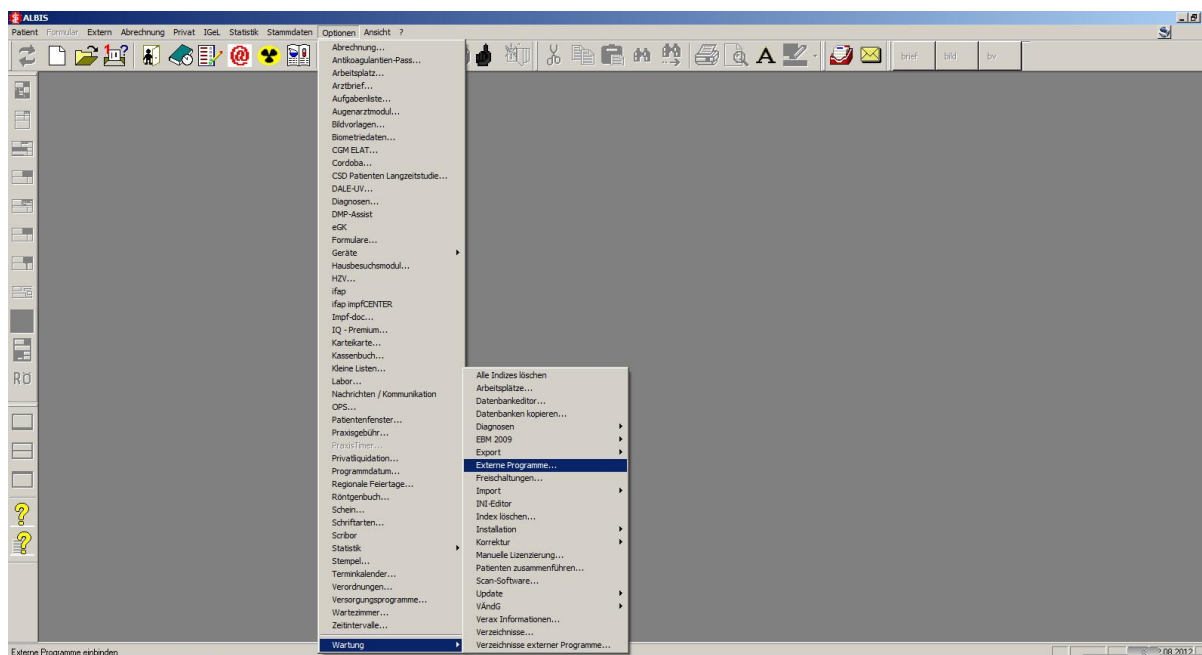 ALBIS
Patient Formular Extern Abrechnung Privat IGeL Statistik Stammdaten Optionen Ansicht ?
brief bild bv
Abrechnung...
Antikoagulantien-Pass...
Arbeitsplatz...
Arztbrief...
Aufgabenliste...
Augenarztmodul...
Bildvorlagen...
Biometriedaten...
CGM ELAT...
Cordoba...
CSD Patienten Langzeitstudie...
DALE-UV...
Diagnosen...
DMP-Assist
eGK
Formulare...
Geräte
Hausbesuchsmodul...
HZV...
ifap
ifap impfCENTER
Impf-doc...
IQ - Premium...
Karteikarte...
Kassenbuch...
Kleine Listen...
Labor...
Nachrichten / Kommunikation
OPS...
Patientenfenster...
Praxisgebühr...
PraxisTimer...
Privatliquidation...
Programmdatum...
Regionale Feiertage...
Röntgenbuch...
Schein...
Schriftarten...
Scribor
Statistik
Stempel...
Terminkalender...
Verordnungen...
Versorgungsprogramme...
Wartezimmer...
Zeitintervalle...
Wartung
Alle Indizes löschen
Arbeitsplätze...
Datenbankeditor...
Datenbanken kopieren...
Diagnosen
EBM 2009
Export
Externe Programme...
Freischaltungen...
Import
INI-Editor
Index löschen...
Installation
Korrektur
Manuelle Lizenzierung...
Patienten zusammenführen...
Scan-Software...
Update
VÄndG
Verax Informationen...
Verzeichnisse...
Verzeichnisse externer Programme...
RÖ
Externe Programme einbinden
.08.2012